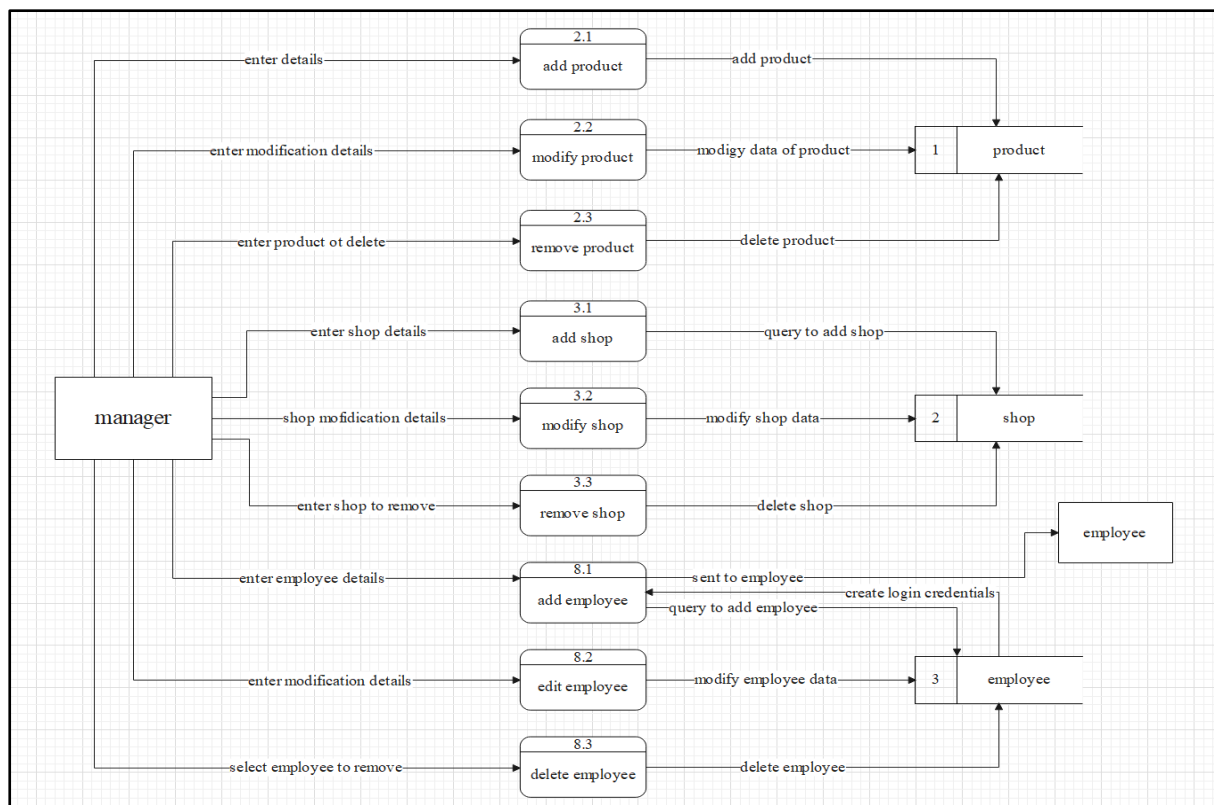 2.1
enter details
add product
add product
2.2
enter modification details
modify product
modigy data of product
1
product
2.3
enter product ot delete
remove product
delete product
3.1
enter shop details
add shop
query to add shop
manager
3.2
shop mofidication details
modify shop
modify shop data
2
shop
3.3
enter shop to remove
remove shop
delete shop
employee
8.1
enter employee details
add employee
sent to employee
create login credentials
query to add employee
8.2
enter modification details
edit employee
modify employee data
3
employee
8.3
select employee to remove
delete employee
delete employee